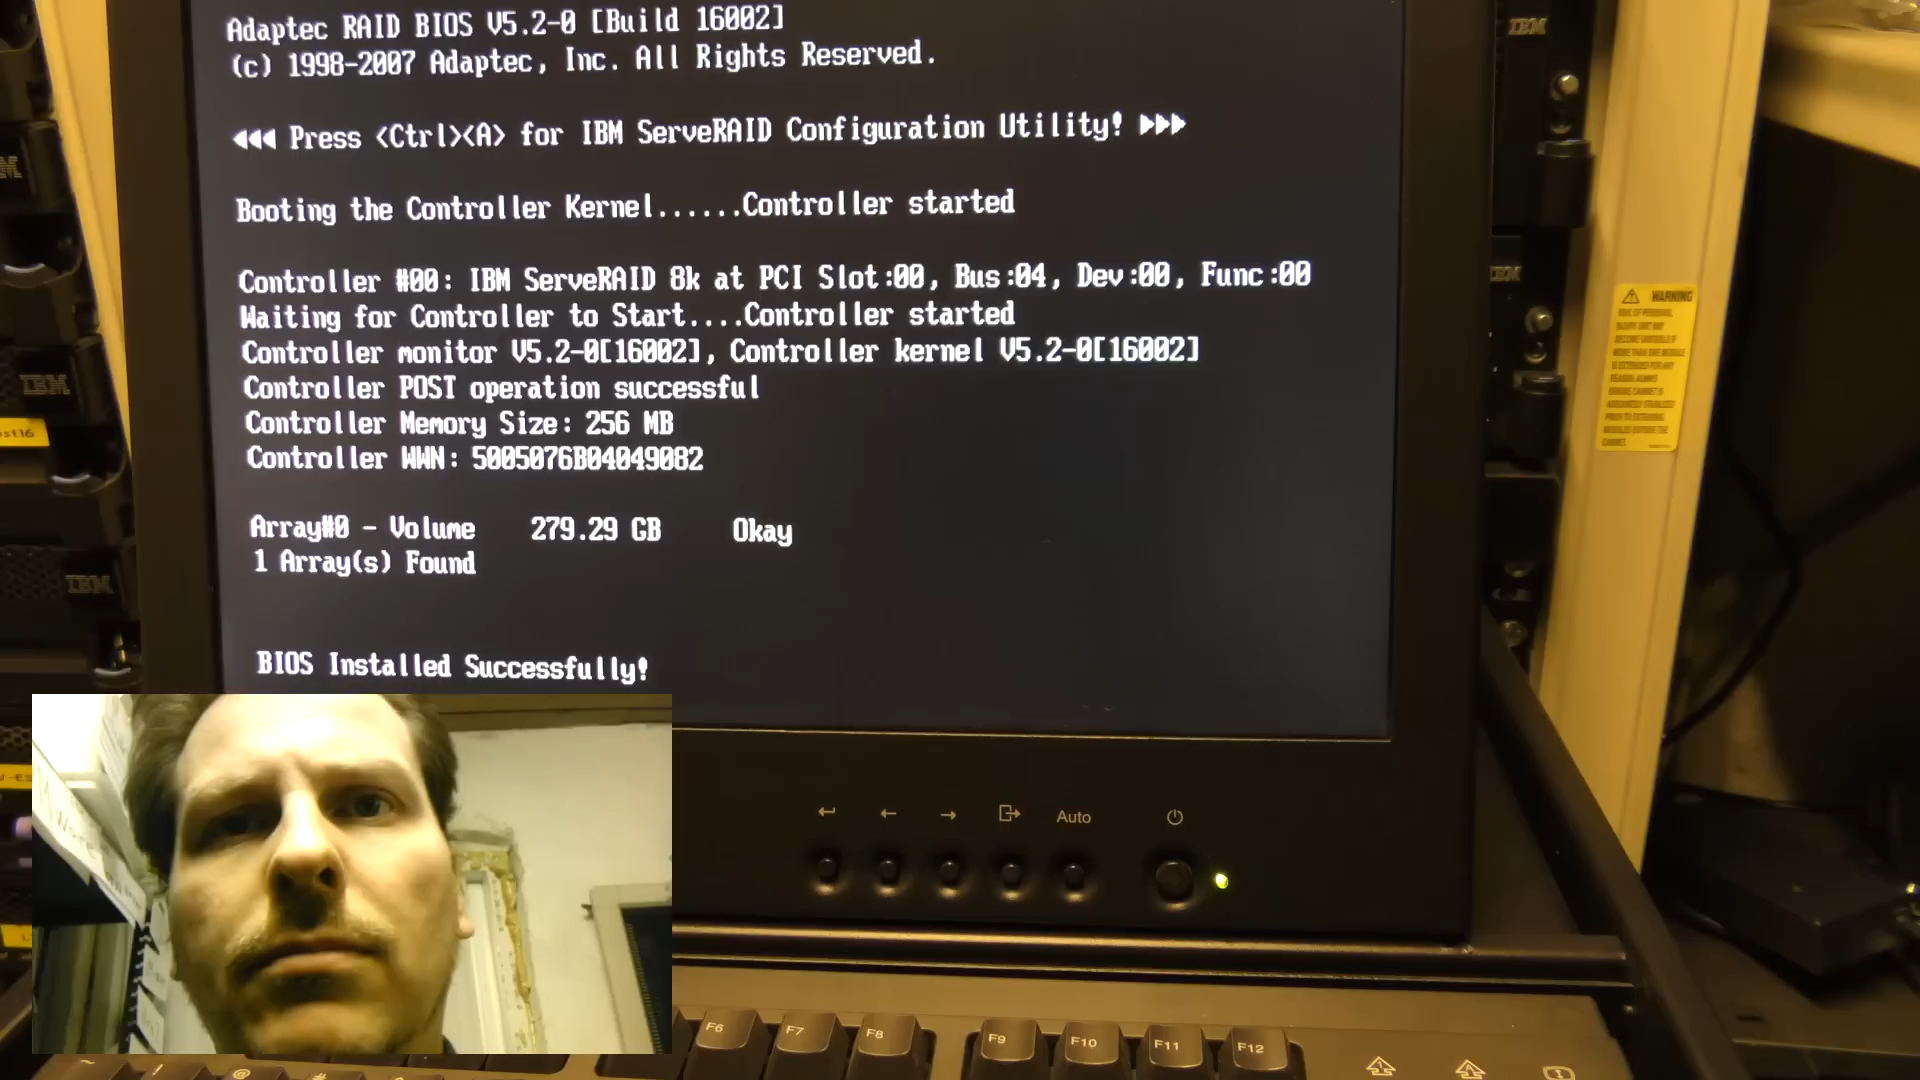 Adaptec RAID BIOS V5.2-0 [Build 16002]
(c) 1998-2007 Adaptec, Inc. All Rights Reserved.
◄◄◄ Press <Ctrl><A> for IBM ServeRAID Configuration Utility! ►►►
Booting the Controller Kernel......Controller started
Controller #00: IBM ServeRAID 8k at PCI Slot:00, Bus:04, Dev:00, Func:00
Waiting for Controller to Start....Controller started
Controller monitor V5.2-0[16002], Controller kernel V5.2-0[16002]
Controller POST operation successful
Controller Memory Size: 256 MB
Controller WWN: 5005076B04049082
Array#0 - Volume 279.29 GB Okay
1 Array(s) Found
BIOS Installed Successfully!
Auto
F6 F7 F8 F9 F10 F11 F12
IBM
IBM
IBM
IBM
IBM
WARNING